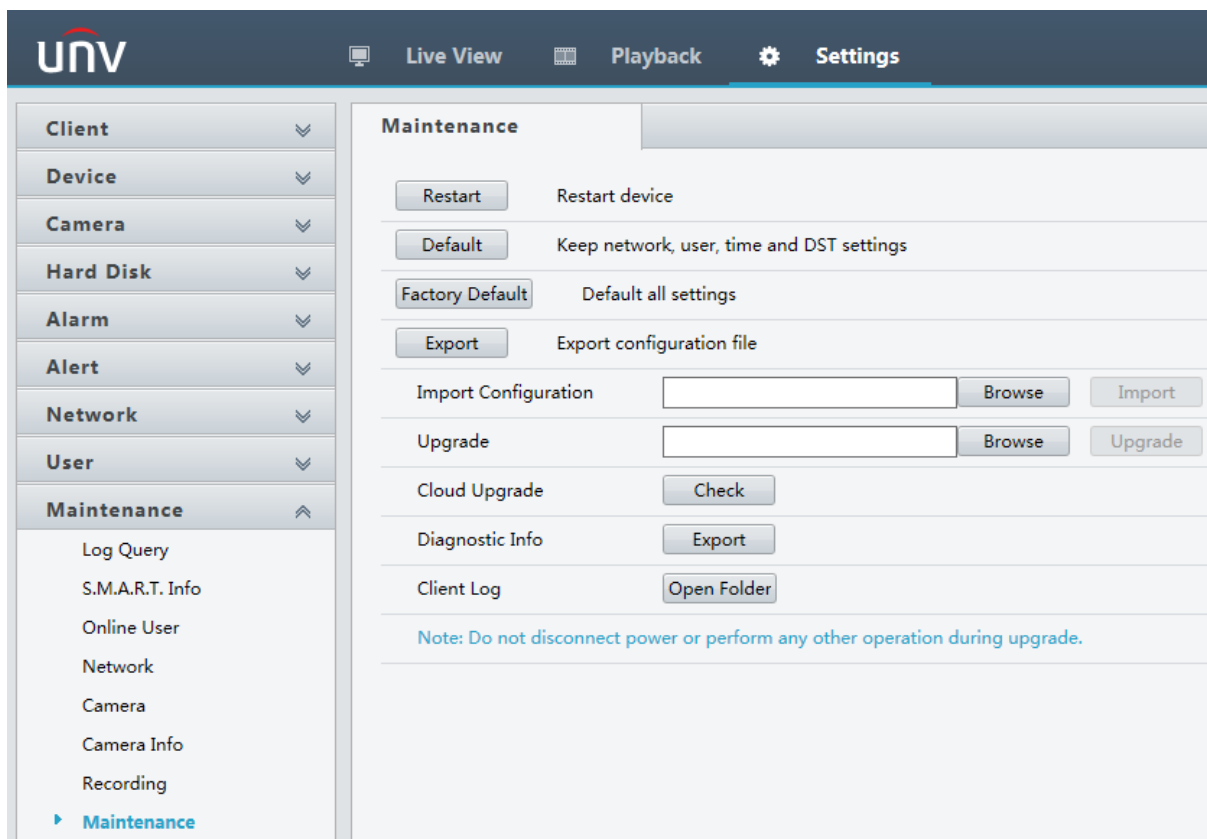 unv
Live View Playback Settings
Client
Device
Camera
Hard Disk
Alarm
Alert
Network
User
Maintenance
Log Query
S.M.A.R.T. Info
Online User
Network
Camera
Camera Info
Recording
Maintenance
Maintenance
Restart Restart device
Default Keep network, user, time and DST settings
Factory Default Default all settings
Export Export configuration file
Import Configuration Browse Import
Upgrade Browse Upgrade
Cloud Upgrade Check
Diagnostic Info Export
Client Log Open Folder
Note: Do not disconnect power or perform any other operation during upgrade.